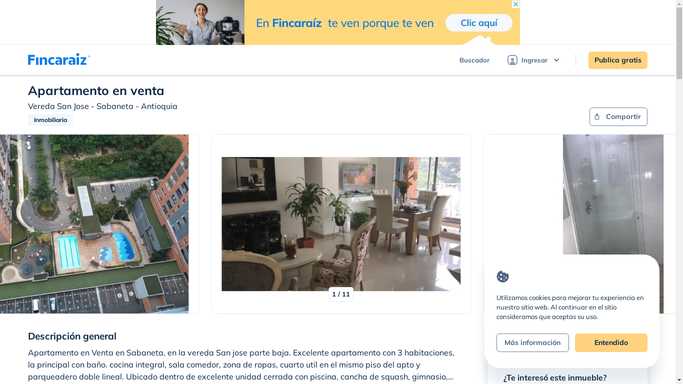 En Fincaraíz te ven porque te ven
Clic aquí
Fincaraiz
Buscador
Ingresar
Publica gratis
Apartamento en venta
Vereda San Jose - Sabaneta - Antioquia
Inmobiliaria
Compartir
1 / 11
Utilizamos cookies para mejorar tu experiencia en
nuestro sitio web. Al continuar en el sitio
consideramos que aceptas su uso.
Más información
Entendido
Descripción general
Apartamento en Venta en Sabaneta, en la vereda San jose parte baja. Excelente apartamento con 3 habitaciones,
la principal con baño, cocina integral, sala comedor, zona de ropas, cuarto util en el mismo piso del apto y
parqueadero doble lineal. Ubicado dentro de excelente unidad cerrada con piscina, cancha de squash, gimnasio,...
¿Te interesó este inmueble?